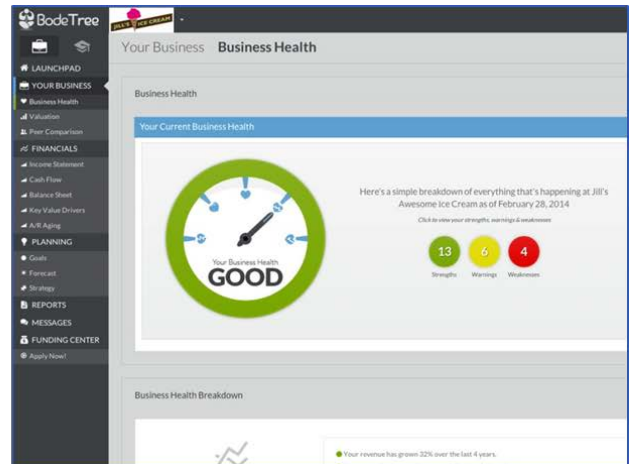 BodeTree
JILL'S ICE CREAM
Your Business Business Health
LAUNCHPAD
YOUR BUSINESS
Business Health
Valuation
Peer Comparison
FINANCIALS
Income Statement
Cash Flow
Balance Sheet
Key Value Drivers
A/R Aging
PLANNING
Goals
Forecast
Strategy
REPORTS
MESSAGES
FUNDING CENTER
Apply Now!
Business Health
Your Current Business Health
Your Business Health
GOOD
Here's a simple breakdown of everything that's happening at Jill's
Awesome Ice Cream as of February 28, 2014
Click to view your strengths, warnings & weaknesses
13 6 4
Strengths Warnings Weaknesses
Business Health Breakdown
Your revenue has grown 32% over the last 4 years.